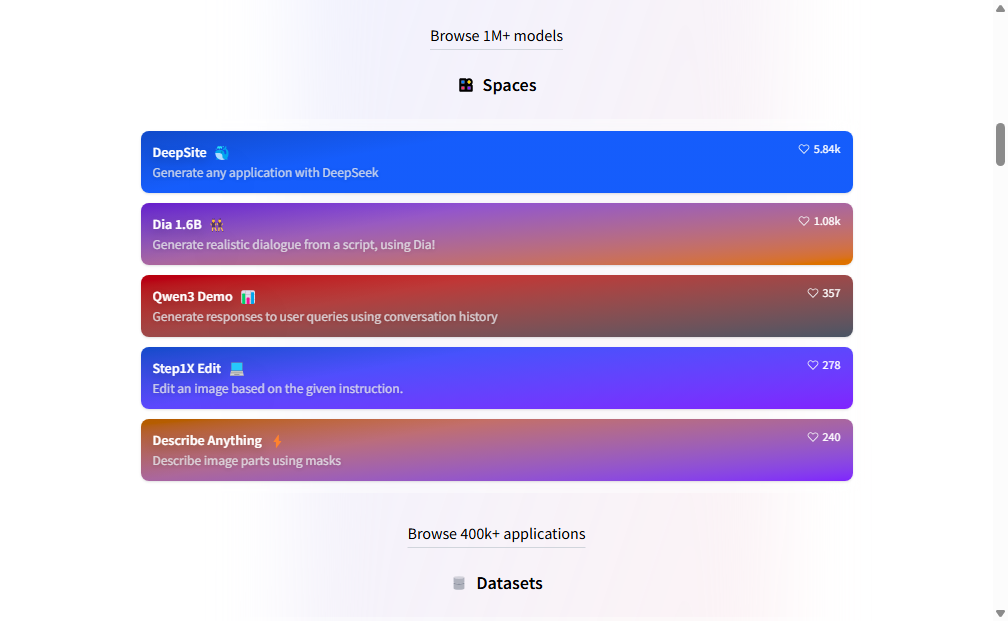 Browse 1M+ models
Spaces
DeepSite
5.84k
Generate any application with DeepSeek
Dia 1.6B
1.08k
Generate realistic dialogue from a script, using Dia!
Qwen3 Demo
357
Generate responses to user queries using conversation history
Step1X Edit
278
Edit an image based on the given instruction.
Describe Anything
240
Describe image parts using masks
Browse 400k+ applications
Datasets